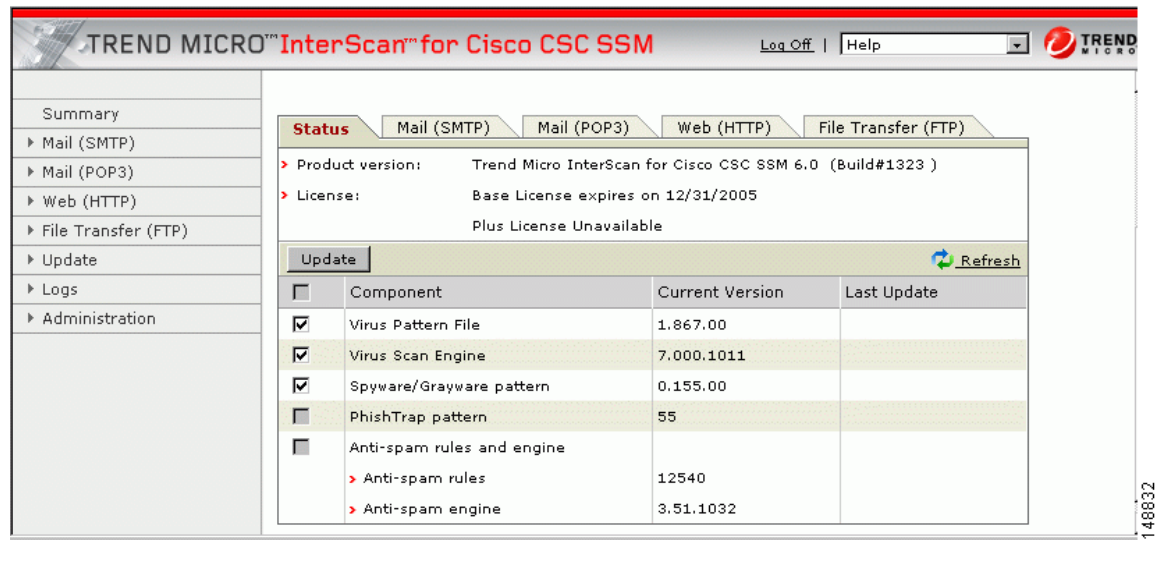 TREND MICRO™ InterScan™ for Cisco CSC SSM Log Off | Help TREND MICRO
Summary
Mail (SMTP)
Mail (POP3)
Web (HTTP)
File Transfer (FTP)
Update
Logs
Administration
Status Mail (SMTP) Mail (POP3) Web (HTTP) File Transfer (FTP)
Product version: Trend Micro InterScan for Cisco CSC SSM 6.0 (Build#1323 )
License: Base License expires on 12/31/2005
Plus License Unavailable
Update Refresh
Component Current Version Last Update
Virus Pattern File 1.867.00
Virus Scan Engine 7.000.1011
Spyware/Grayware pattern 0.155.00
PhishTrap pattern 55
Anti-spam rules and engine
Anti-spam rules 12540
Anti-spam engine 3.51.1032
148832